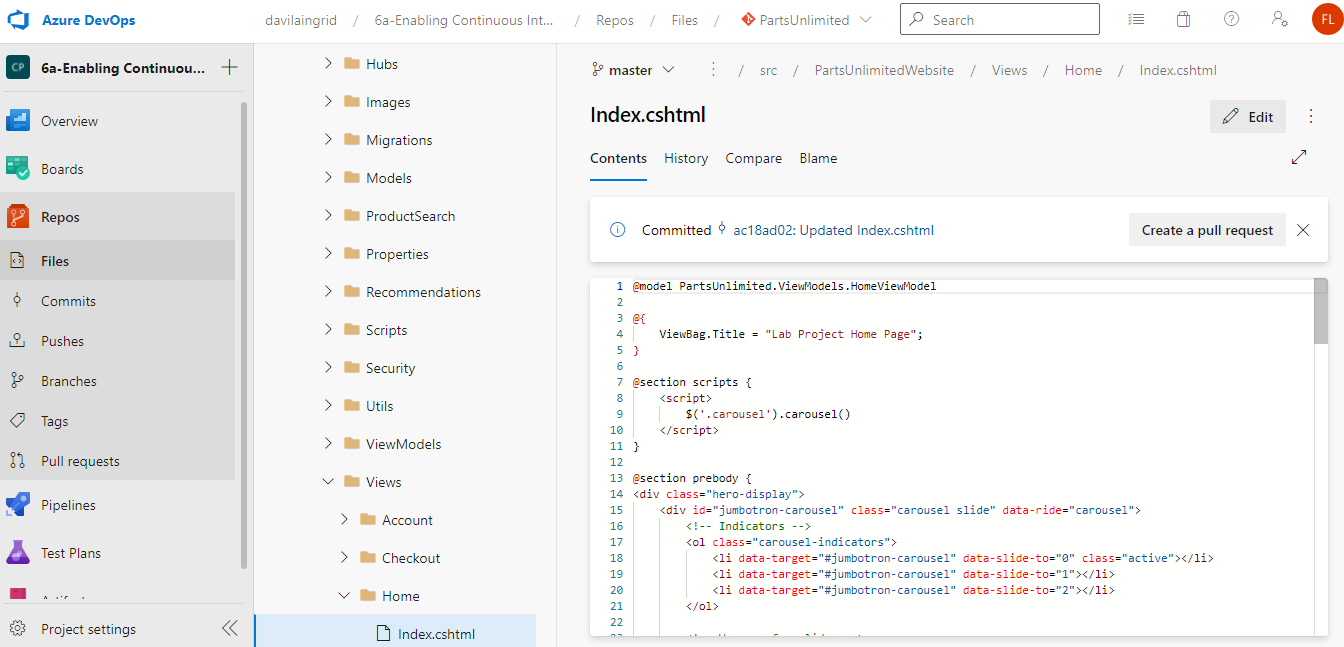 Azure DevOps
davilaingrid / 6a-Enabling Continuous Int... / Repos / Files / PartsUnlimited
Search
FL
CP
6a-Enabling Continuou...
Overview
Boards
Repos
Files
Commits
Pushes
Branches
Tags
Pull requests
Pipelines
Test Plans
Project settings
Hubs
Images
Migrations
Models
ProductSearch
Properties
Recommendations
Scripts
Security
Utils
ViewModels
Views
Account
Checkout
Home
Index.cshtml
master / src / PartsUnlimitedWebsite / Views / Home / Index.cshtml
Index.cshtml
Edit
Contents History Compare Blame
Committed ac18ad02: Updated Index.cshtml
Create a pull request
1 @model PartsUnlimited.ViewModels.HomeViewModel
2
3 @{
4 ViewBag.Title = "Lab Project Home Page";
5 }
6
7 @section scripts {
8 <script>
9 $('.carousel').carousel()
10 </script>
11 }
12
13 @section prebody {
14 <div class="hero-display">
15 <div id="jumbotron-carousel" class="carousel slide" data-ride="carousel">
16 <!-- Indicators -->
17 <ol class="carousel-indicators">
18 <li data-target="#jumbotron-carousel" data-slide-to="0" class="active"></li>
19 <li data-target="#jumbotron-carousel" data-slide-to="1"></li>
20 <li data-target="#jumbotron-carousel" data-slide-to="2"></li>
21 </ol>
22